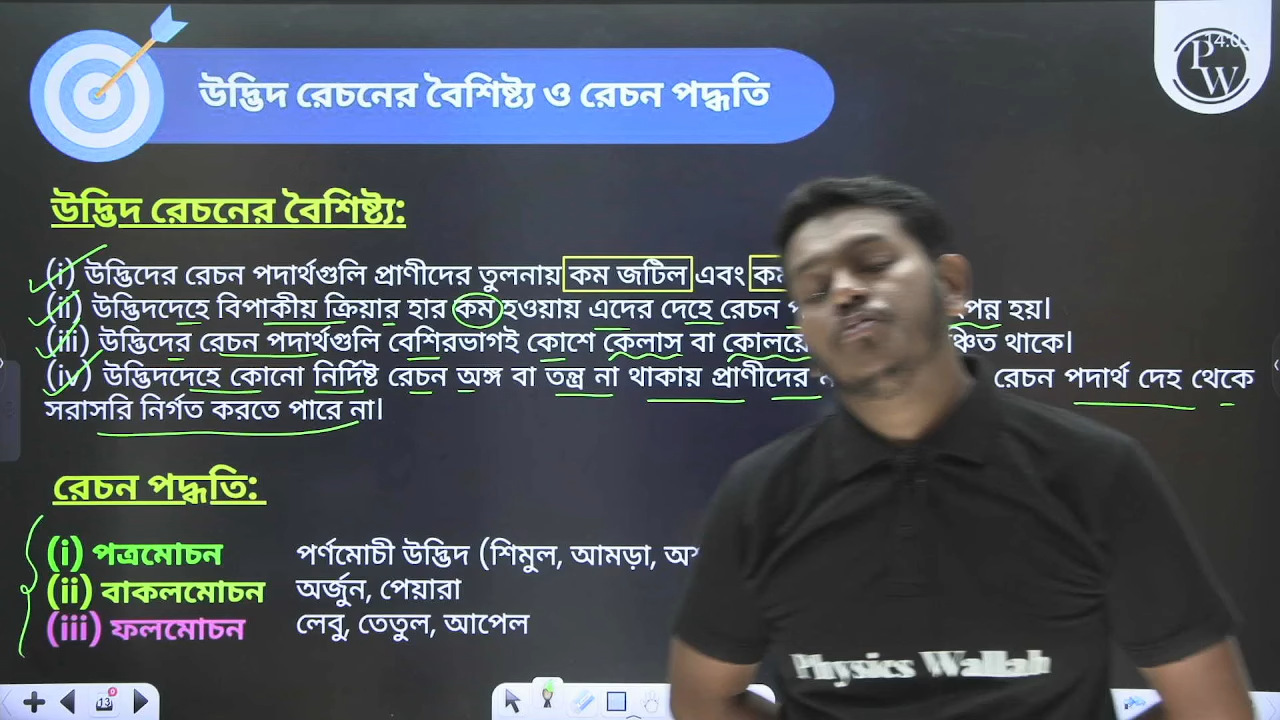 উদ্ভিদ রেচনের বৈশিষ্ট্য ও রেচন পদ্ধতি
PW
উদ্ভিদ রেচনের বৈশিষ্ট্য:
(i) উদ্ভিদের রেচন পদার্থগুলি প্রাণীদের তুলনায় কম জটিল এবং
(ii) উদ্ভিদদেহে বিপাকীয় ক্রিয়ার হার কম হওয়ায় এদের দেহে রেচন হয়।
(iii) উদ্ভিদের রেচন পদার্থগুলি বেশিরভাগই কোশে কেলাস বা থাকে।
(iv) উদ্ভিদদেহে কোনো নির্দিষ্ট রেচন অঙ্গ বা তন্ত্র না থাকায় প্রাণীদের রেচন পদার্থ দেহ থেকে
সরাসরি নির্গত করতে পারে না।
রেচন পদ্ধতি:
(i) পত্রমোচন পর্ণমোচী উদ্ভিদ (শিমুল, আমড়া,
(ii) বাকলমোচন অর্জুন, পেয়ারা
(iii) ফলমোচন লেবু, তেতুল, আপেল
Physics Wallah
13